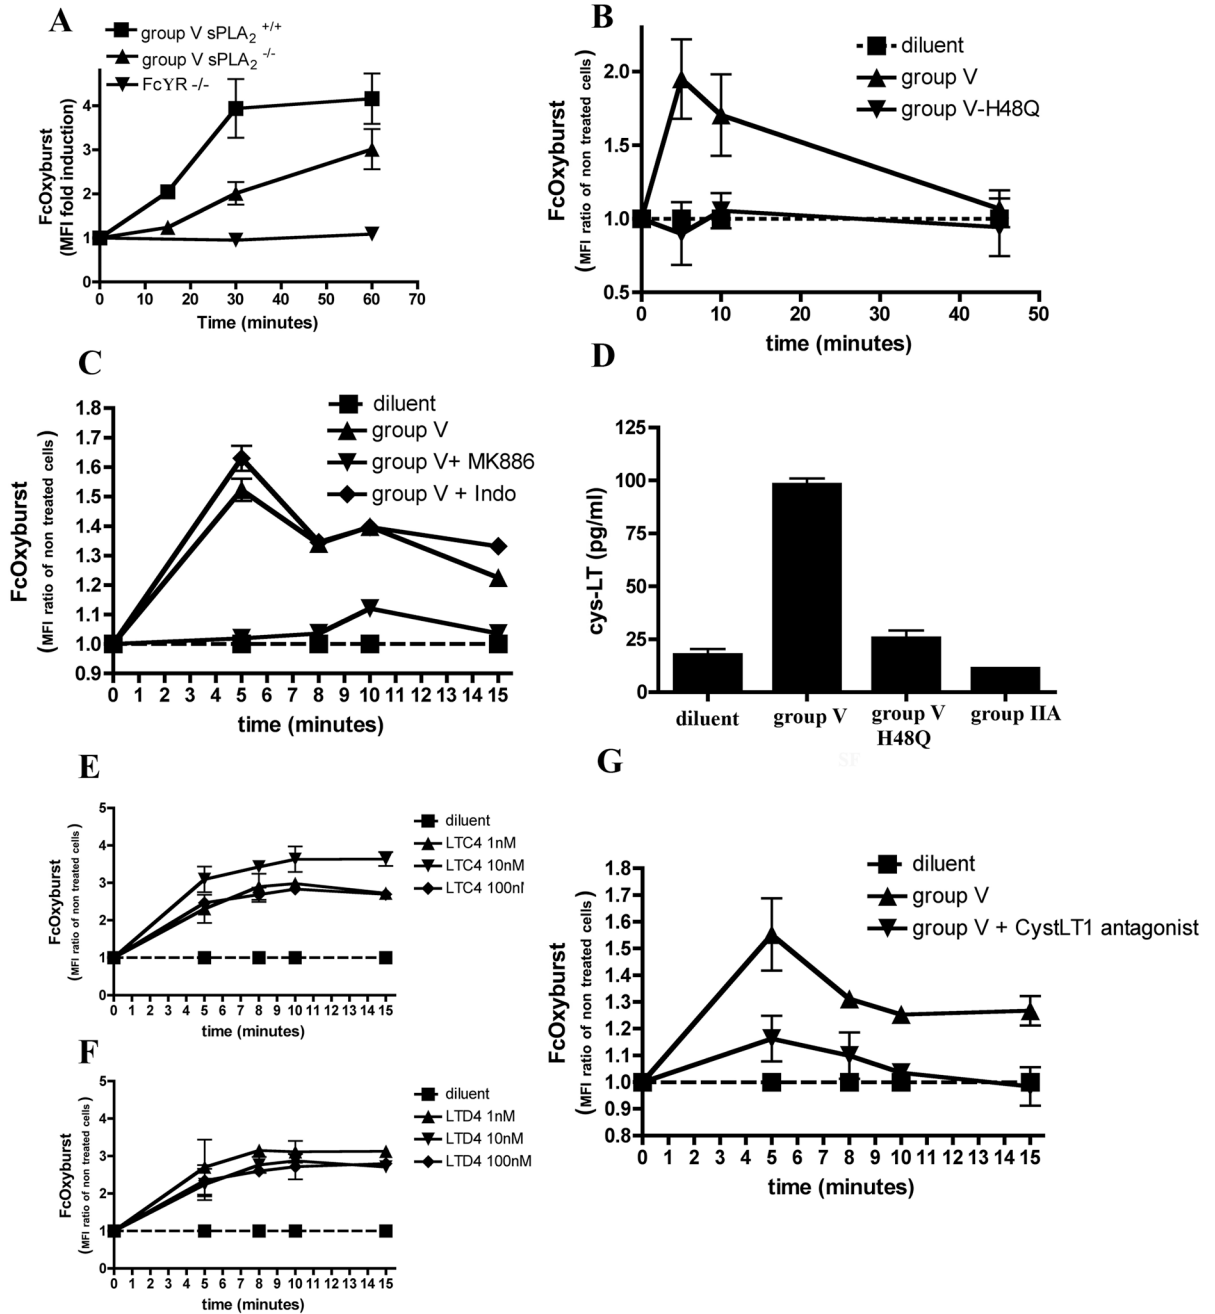 A
group V sPLA2 +/+
group V sPLA2 -/-
FcYR -/-
FcOxyburst
(MFI fold induction)
4
3
2
1
0
0 10 20 30 40 50 60 70
Time (minutes)
B
diluent
group V
group V-H48Q
FcOxyburst
(MFI ratio of non treated cells)
2.0
1.5
1.0
0.5
0 10 20 30 40 50
time (minutes)
C
diluent
group V
group V+ MK886
group V + Indo
FcOxyburst
(MFI ratio of non treated cells)
1.8
1.7
1.6
1.5
1.4
1.3
1.2
1.1
1.0
0.9
0 1 2 3 4 5 6 7 8 9 10 11 12 13 14 15
time (minutes)
D
cys-LT (pg/ml)
125
100
75
50
25
0
diluent group V group V group IIA
H48Q
SF
E
diluent
LTC4 1nM
LTC4 10nM
LTC4 100nI
FcOxyburst
(MFI ratio of non treated cells)
5
4
3
2
1
0
0 1 2 3 4 5 6 7 8 9 10 11 12 13 14 15
time (minutes)
F
diluent
LTD4 1nM
LTD4 10nM
LTD4 100nM
FcOxyburst
(MFI ratio of non treated cells)
5
4
3
2
1
0
0 1 2 3 4 5 6 7 8 9 10 11 12 13 14 15
time (minutes)
G
diluent
group V
group V + CystLT1 antagonist
FcOxyburst
(MFI ratio of non treated cells)
1.8
1.7
1.6
1.5
1.4
1.3
1.2
1.1
1.0
0.9
0.8
0 1 2 3 4 5 6 7 8 9 10 11 12 13 14 15
time (minutes)